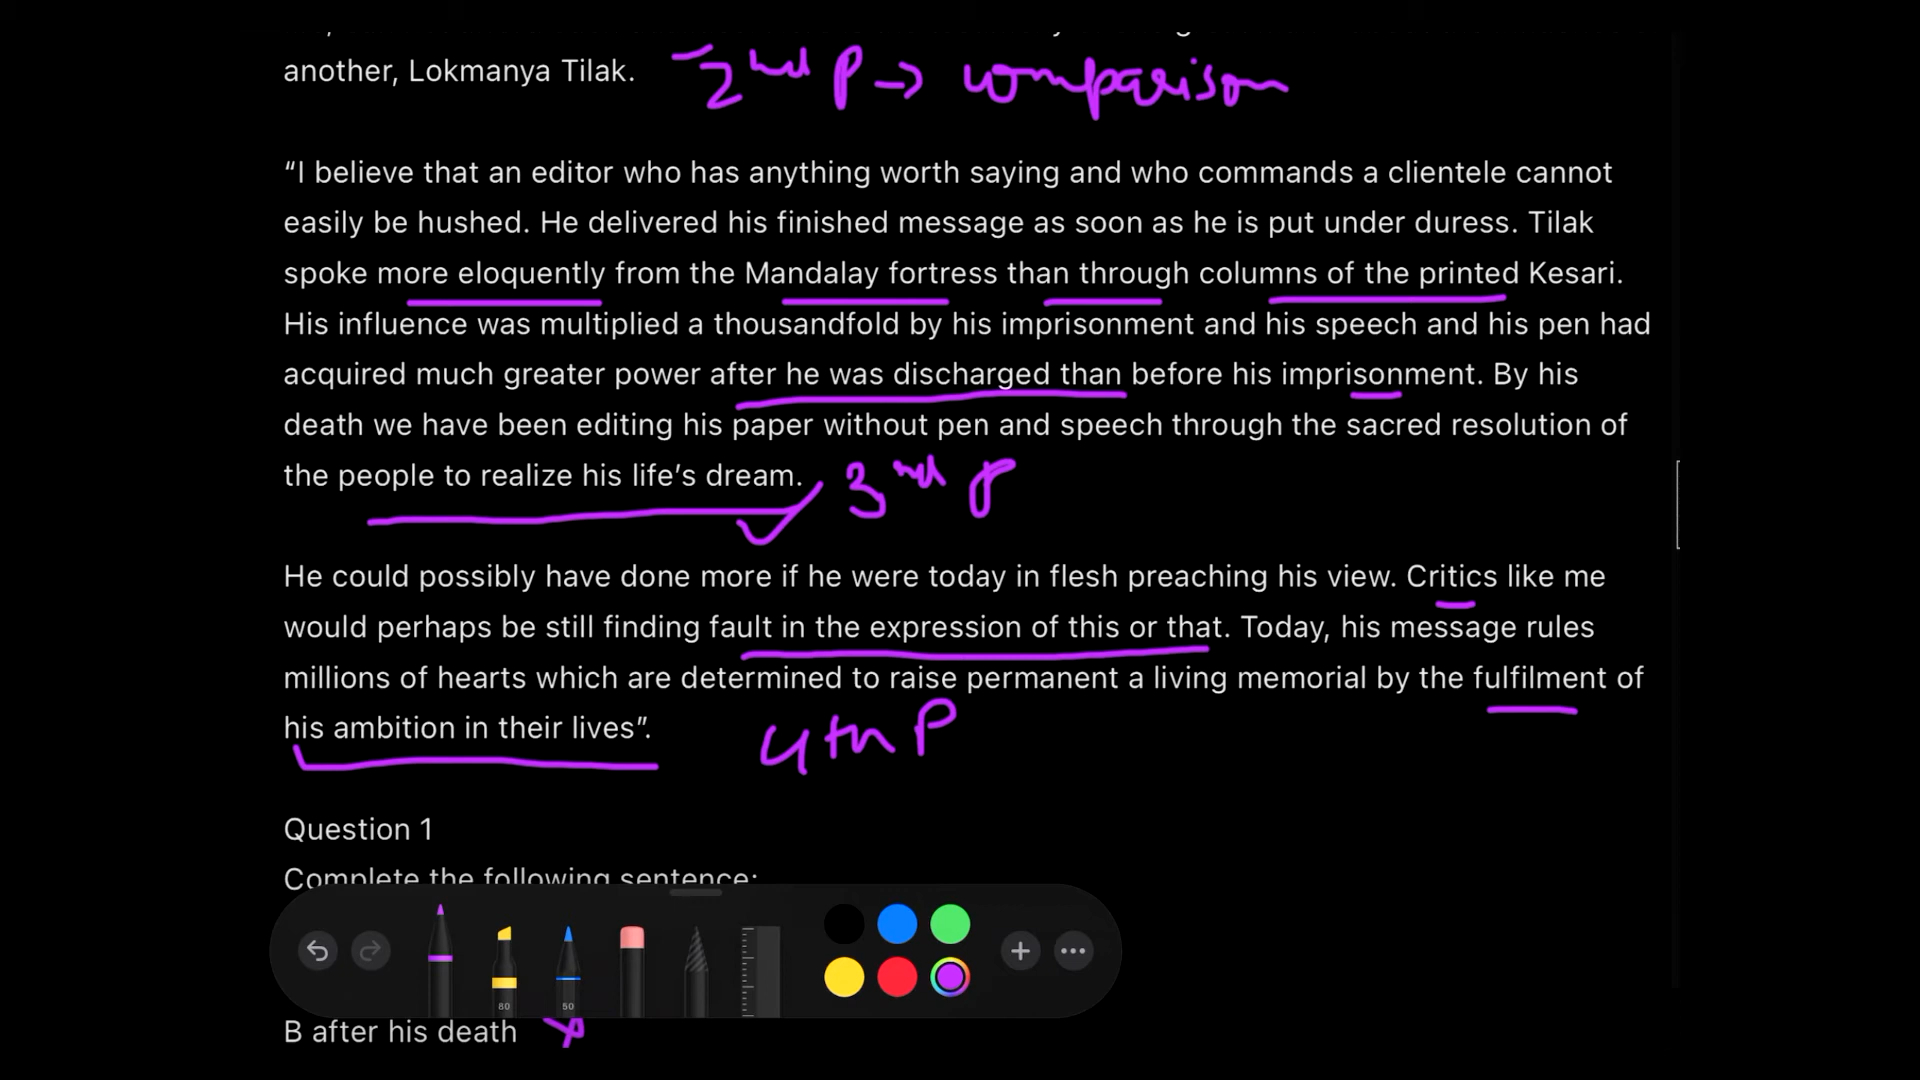 another, Lokmanya Tilak. 2nd P → comparison
“I believe that an editor who has anything worth saying and who commands a clientele cannot
easily be hushed. He delivered his finished message as soon as he is put under duress. Tilak
spoke more eloquently from the Mandalay fortress than through columns of the printed Kesari.
His influence was multiplied a thousandfold by his imprisonment and his speech and his pen had
acquired much greater power after he was discharged than before his imprisonment. By his
death we have been editing his paper without pen and speech through the sacred resolution of
the people to realize his life’s dream. 3nd P
He could possibly have done more if he were today in flesh preaching his view. Critics like me
would perhaps be still finding fault in the expression of this or that. Today, his message rules
millions of hearts which are determined to raise permanent a living memorial by the fulfilment of
his ambition in their lives”. 4th P
Question 1
Complete the following sentence:
80 50
B after his death